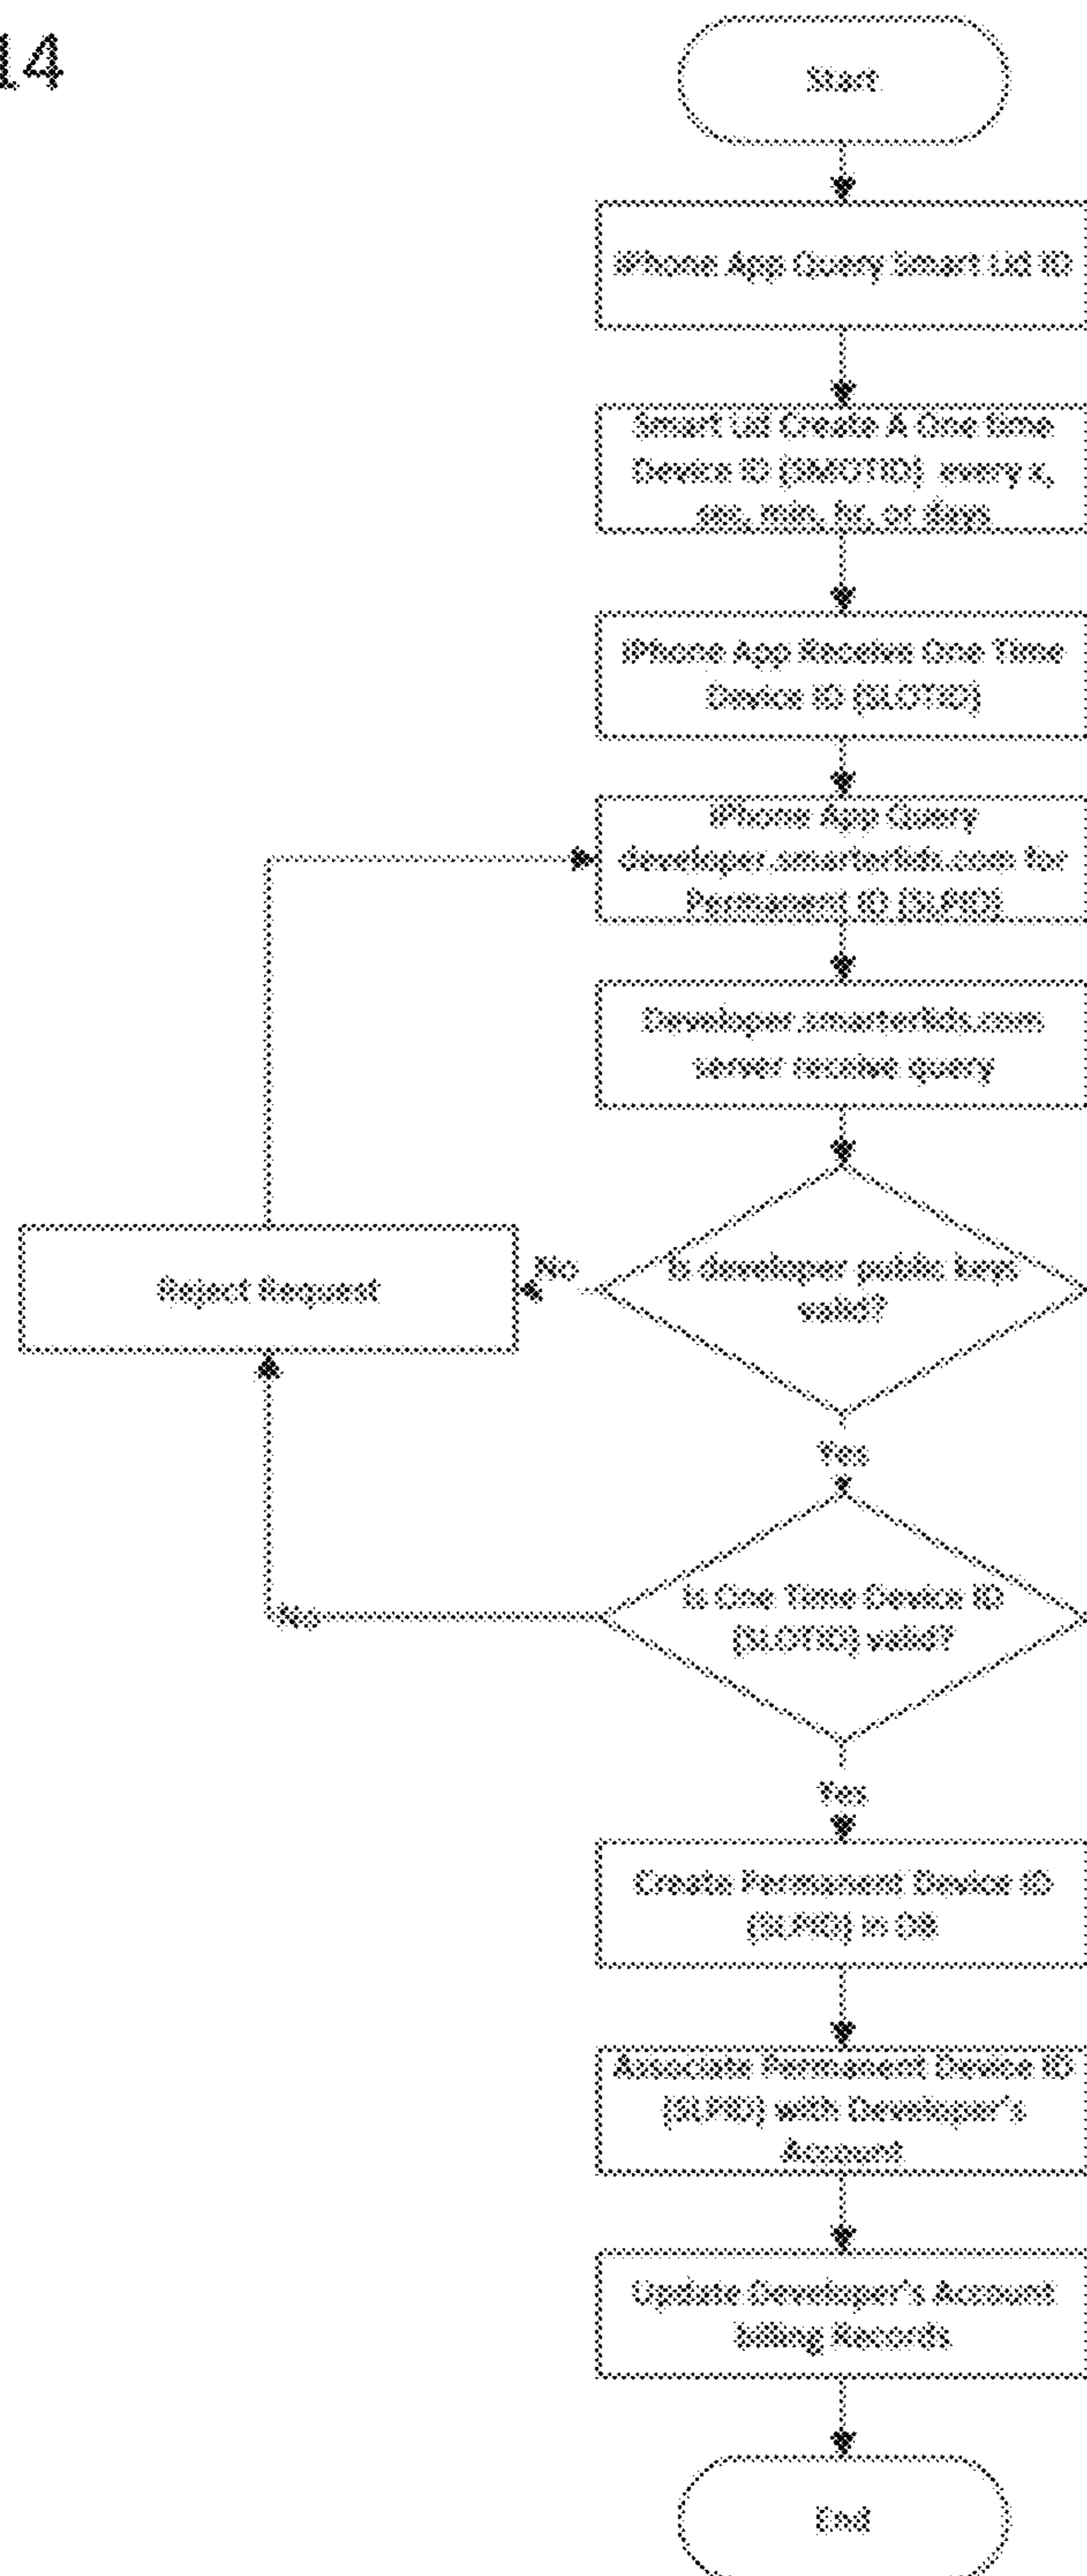 14
Start
iPhone App Query Smart Lid ID
Smart Lid Create A One time
Device ID (SMOTID) every x,
sec, min, hr, or days
iPhone App Receive One Time
Device ID (SLOTID)
iPhone App Query
developer.smarterlids.com for
Permanent ID (SLPID)
Developer.smarterlids.com
server receive query
Is developer public key
valid?
No
Reject Request
Yes
Is One Time Device ID
(SLOTID) valid?
No
Yes
Create Permanent Device ID
(SLPID) in DB
Associate Permanent Device ID
(SLPID) with Developer's
Account
Update Developer's Account
billing Records
End